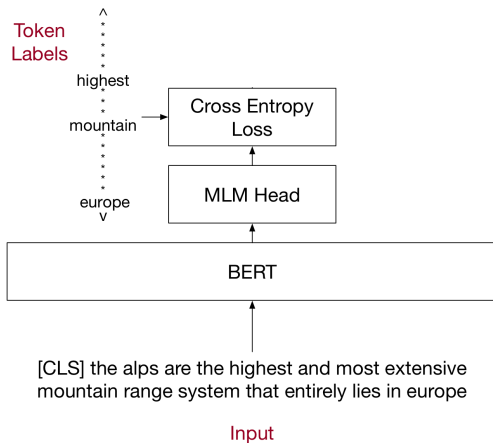 Token
Labels
^
*
*
*
*
*
highest
*
*
mountain
*
*
*
*
*
*
europe
v
Cross Entropy
Loss
MLM Head
BERT
[CLS] the alps are the highest and most extensive
mountain range system that entirely lies in europe
Input